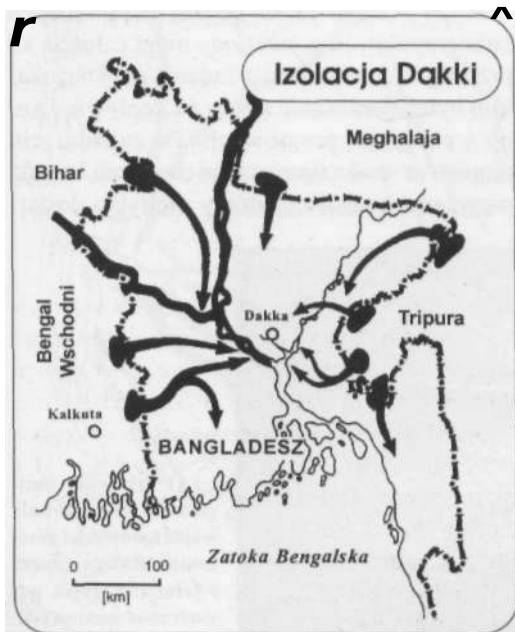 r ^
Izolacja Dakki
Meghalaja
Bihar
Bengal
Wschodni
Dakka
Tripura
Kalkuta
BANGLADESZ
Zatoka Bengalska
0 100
[km]